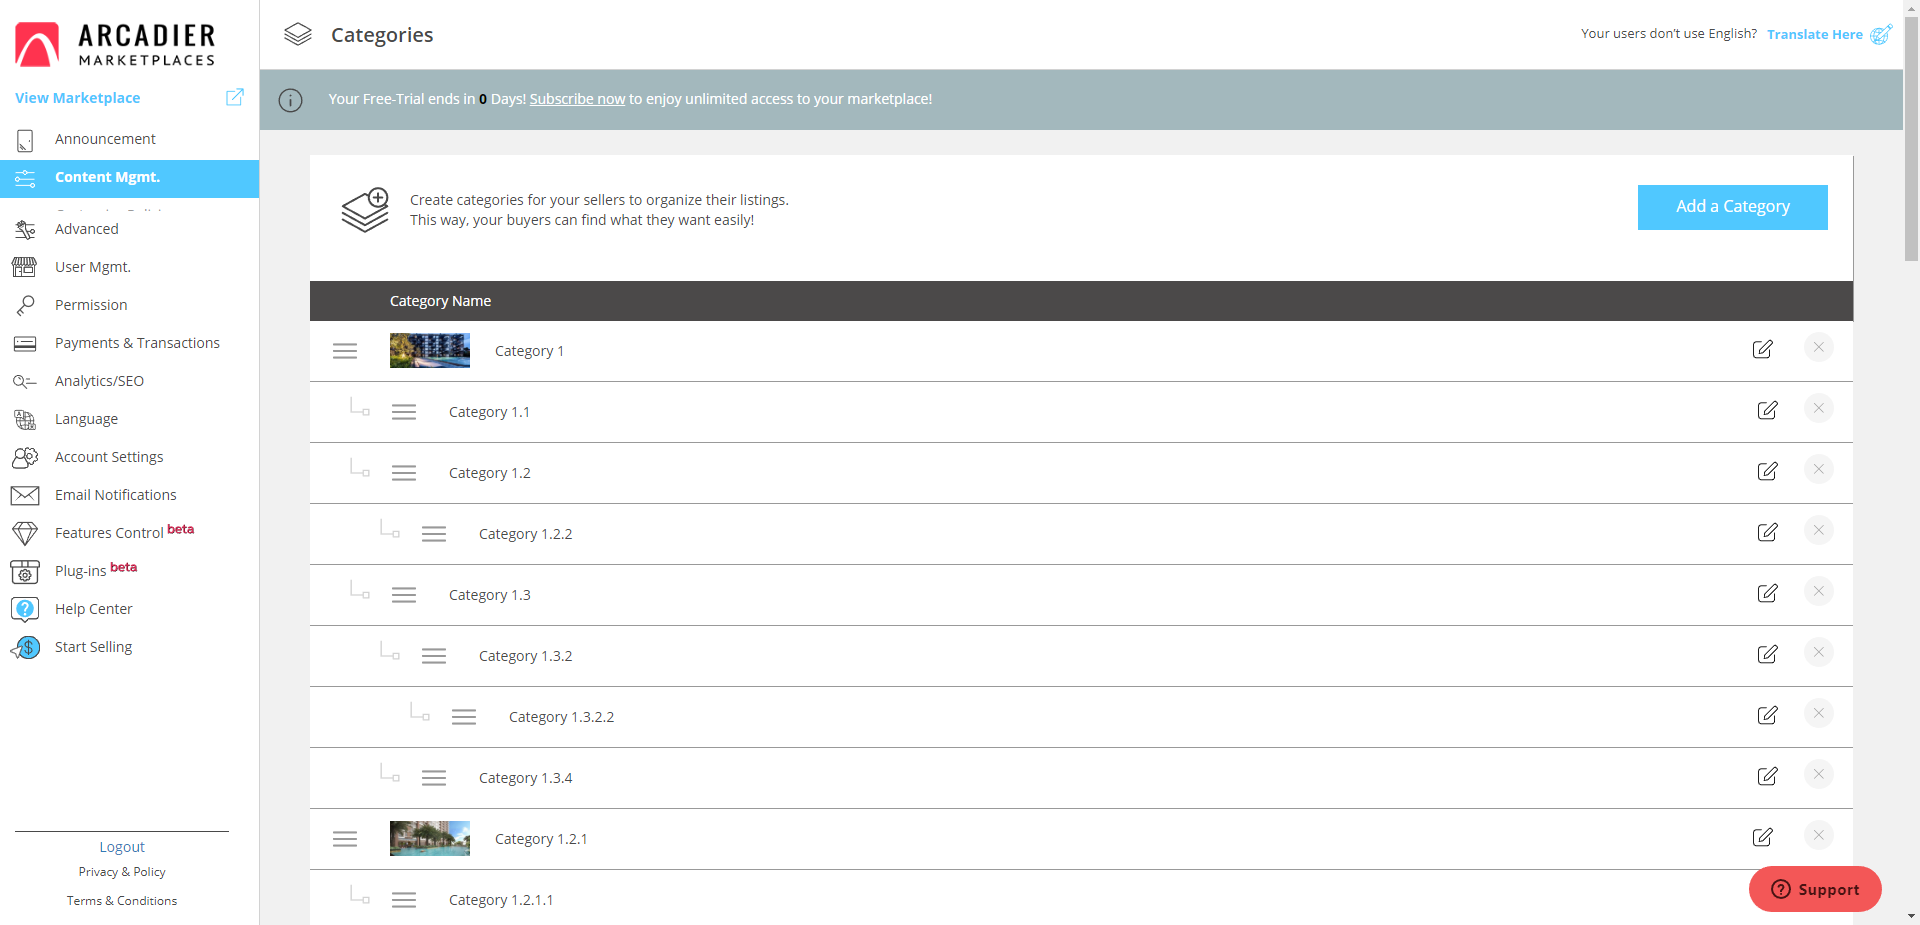 ARCADIER
MARKETPLACES
View Marketplace
Announcement
Content Mgmt.
Advanced
User Mgmt.
Permission
Payments & Transactions
Analytics/SEO
Language
Account Settings
Email Notifications
Features Control beta
Plug-ins beta
Help Center
Start Selling
Logout
Privacy & Policy
Terms & Conditions
Categories
Your users don't use English? Translate Here
Your Free-Trial ends in 0 Days! Subscribe now to enjoy unlimited access to your marketplace!
Create categories for your sellers to organize their listings.
This way, your buyers can find what they want easily!
Add a Category
Category Name
Category 1
Category 1.1
Category 1.2
Category 1.2.2
Category 1.3
Category 1.3.2
Category 1.3.2.2
Category 1.3.4
Category 1.2.1
Category 1.2.1.1
Support